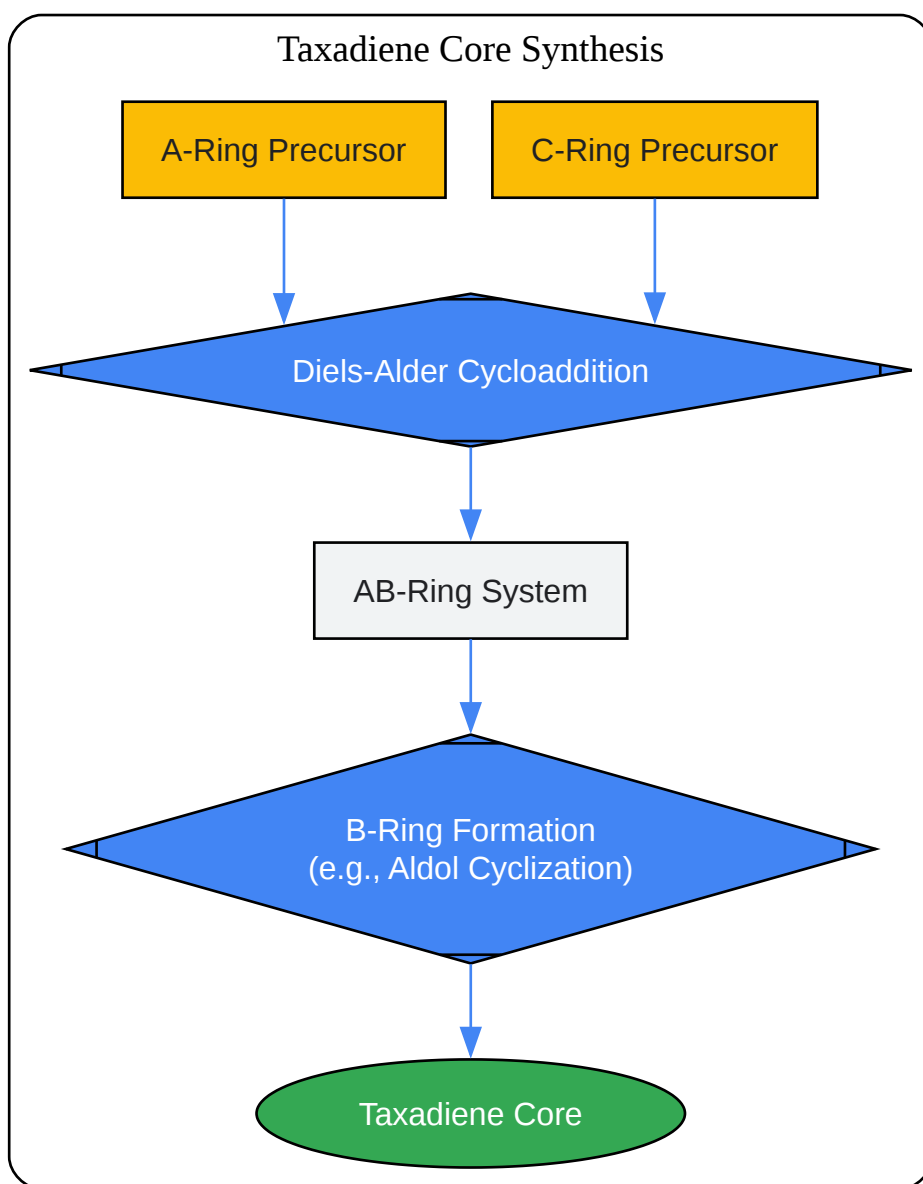 Taxadiene Core Synthesis
A-Ring Precursor
C-Ring Precursor
Diels-Alder Cycloaddition
AB-Ring System
B-Ring Formation
(e.g., Aldol Cyclization)
Taxadiene Core